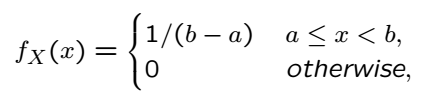 f_X(x) = { 1/(b − a)   a ≤ x < b,
0   otherwise,